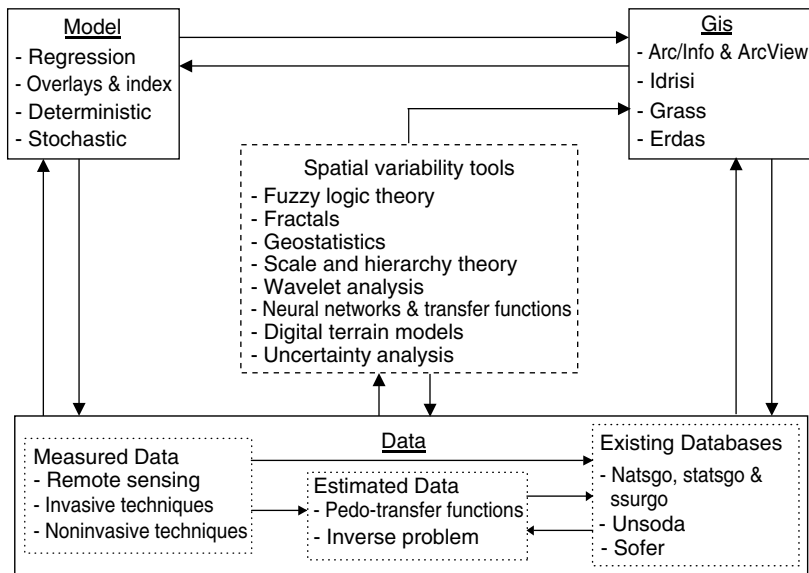 Model
- Regression
- Overlays & index
- Deterministic
- Stochastic
Gis
- Arc/Info & ArcView
- Idrisi
- Grass
- Erdas
Spatial variability tools
- Fuzzy logic theory
- Fractals
- Geostatistics
- Scale and hierarchy theory
- Wavelet analysis
- Neural networks & transfer functions
- Digital terrain models
- Uncertainty analysis
Data
Measured Data
- Remote sensing
- Invasive techniques
- Noninvasive techniques
Estimated Data
- Pedo-transfer functions
- Inverse problem
Existing Databases
- Natsgo, statsgo &
ssurgo
- Unsoda
- Sofer